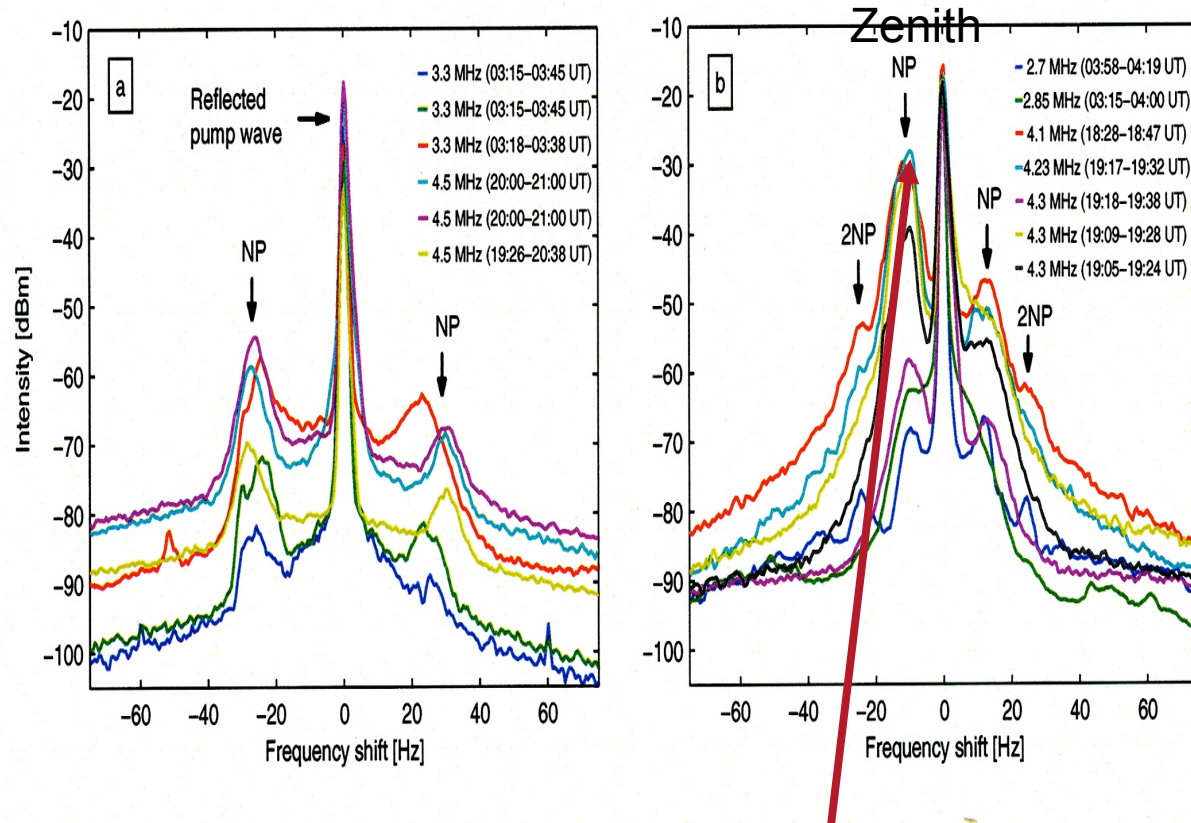 Zenith
−10
−20
−30
−40
−50
−60
−70
−80
−90
−100
Intensity [dBm]
a
Reflected
pump wave
NP
NP
3.3 MHz (03:15−03:45 UT)
3.3 MHz (03:15−03:45 UT)
3.3 MHz (03:18−03:38 UT)
4.5 MHz (20:00−21:00 UT)
4.5 MHz (20:00−21:00 UT)
4.5 MHz (19:26−20:38 UT)
−60 −40 −20 0 20 40 60
Frequency shift [Hz]
−10
−20
−30
−40
−50
−60
−70
−80
−90
−100
b
NP
2NP
NP
2NP
2.7 MHz (03:58−04:19 UT)
2.85 MHz (03:15−04:00 UT)
4.1 MHz (18:28−18:47 UT)
4.23 MHz (19:17−19:32 UT)
4.3 MHz (19:18−19:38 UT)
4.3 MHz (19:09−19:28 UT)
4.3 MHz (19:05−19:24 UT)
−60 −40 −20 0 20 40 60
Frequency shift [Hz]